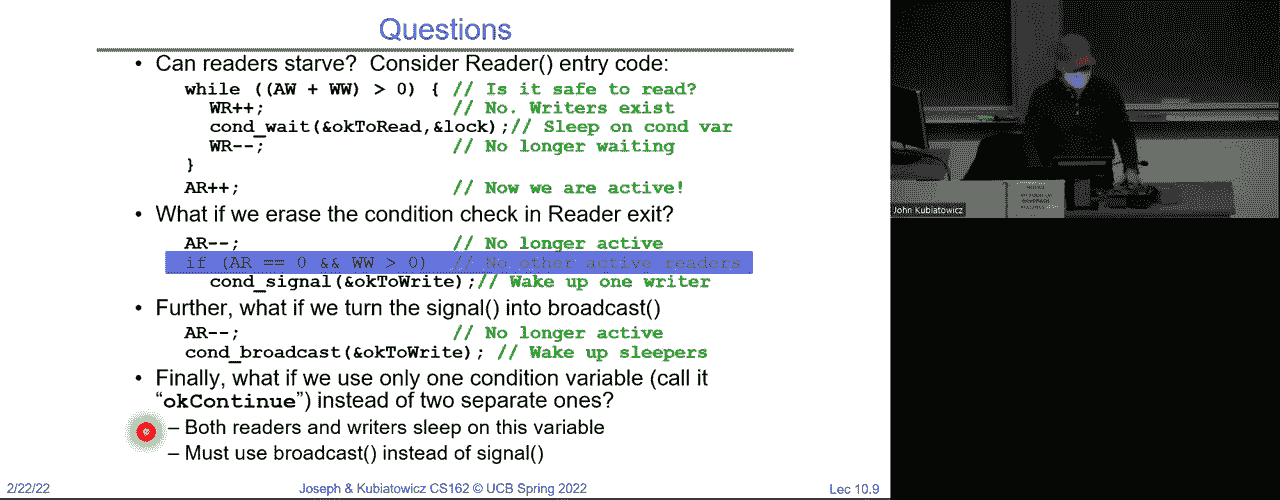 Questions
• Can readers starve? Consider Reader() entry code:
while ((AW + WW) > 0) { // Is it safe to read?
WR++; // No. Writers exist
cond_wait(&okToRead,&lock);// Sleep on cond var
WR--; // No longer waiting
}
AR++; // Now we are active!
• What if we erase the condition check in Reader exit?
AR--; // No longer active
if (AR == 0 && WW > 0) // No other active readers
cond_signal(&okToWrite);// Wake up one writer
• Further, what if we turn the signal() into broadcast()
AR--; // No longer active
cond_broadcast(&okToWrite); // Wake up sleepers
• Finally, what if we use only one condition variable (call it
“okContinue”) instead of two separate ones?
– Both readers and writers sleep on this variable
– Must use broadcast() instead of signal()
2/22/22
Joseph & Kubiatowicz CS162 © UCB Spring 2022
Lec 10.9
John Kubiatowicz